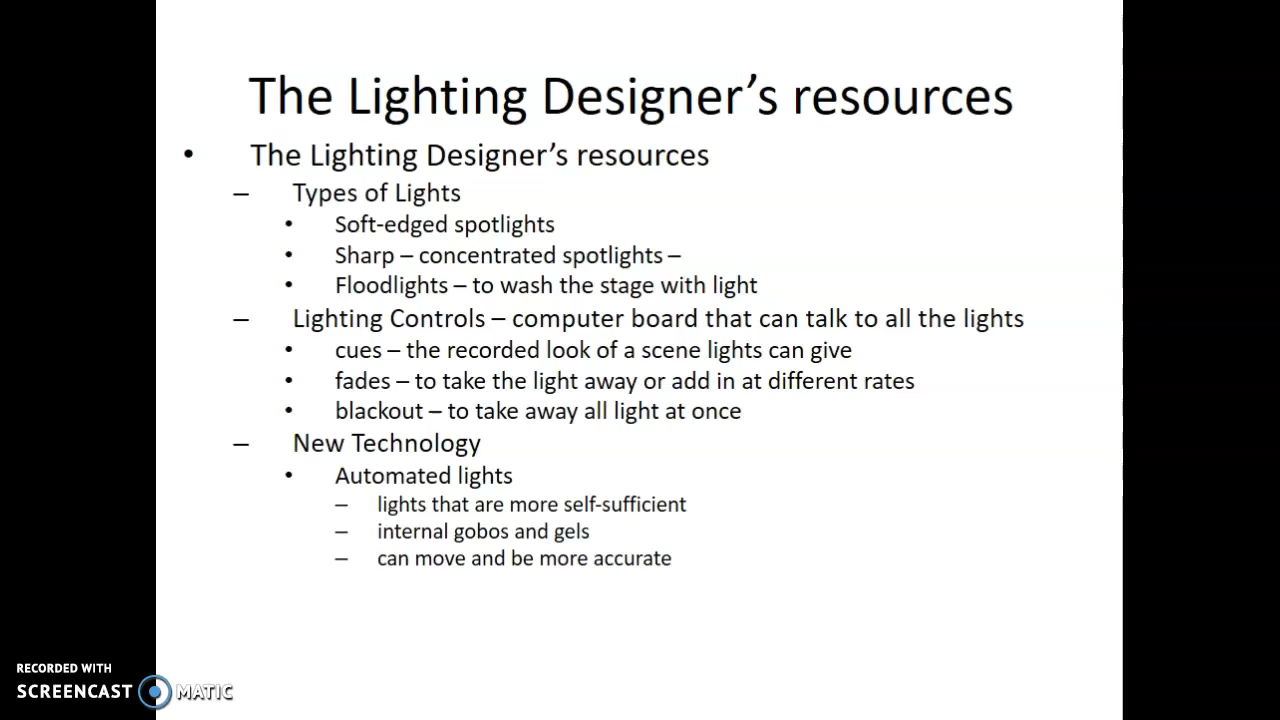 The Lighting Designer’s resources
• The Lighting Designer’s resources
– Types of Lights
• Soft-edged spotlights
• Sharp – concentrated spotlights –
• Floodlights – to wash the stage with light
– Lighting Controls – computer board that can talk to all the lights
• cues – the recorded look of a scene lights can give
• fades – to take the light away or add in at different rates
• blackout – to take away all light at once
– New Technology
• Automated lights
– lights that are more self-sufficient
– internal gobos and gels
– can move and be more accurate
RECORDED WITH
SCREENCAST MATIC